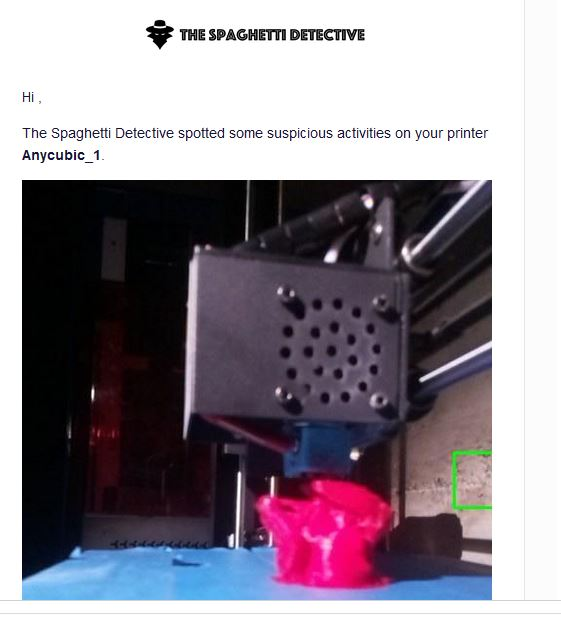 THE SPAGHETTI DETECTIVE
Hi ,
The Spaghetti Detective spotted some suspicious activities on your printer
Anycubic_1.